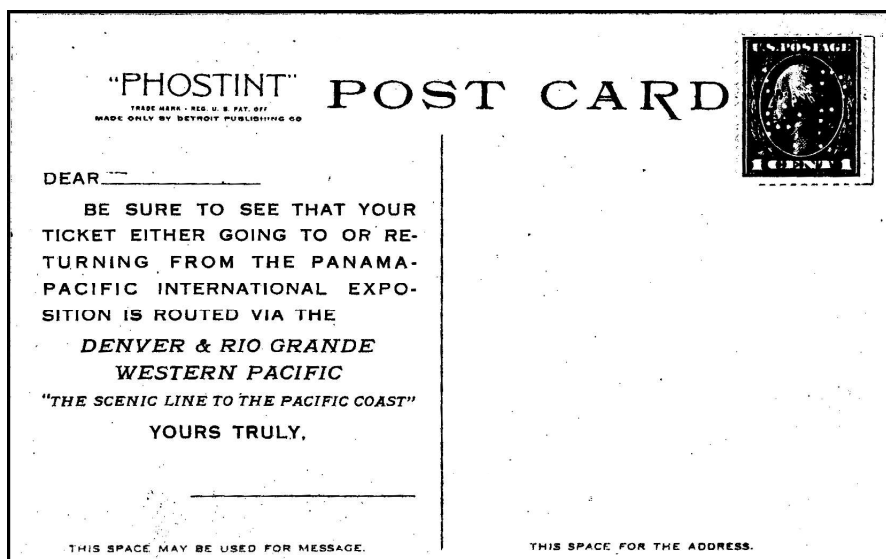 "PHOSTINT"
TRADE MARK - REG. U. S. PAT. OFF
MADE ONLY BY DETROIT PUBLISHING CO
POST CARD
U.S. POSTAGE
1 CENT 1
DEAR
BE SURE TO SEE THAT YOUR
TICKET EITHER GOING TO OR RE-
TURNING FROM THE PANAMA-
PACIFIC INTERNATIONAL EXPO-
SITION IS ROUTED VIA THE
DENVER & RIO GRANDE
WESTERN PACIFIC
"THE SCENIC LINE TO THE PACIFIC COAST"
YOURS TRULY,
THIS SPACE MAY BE USED FOR MESSAGE.
THIS SPACE FOR THE ADDRESS.